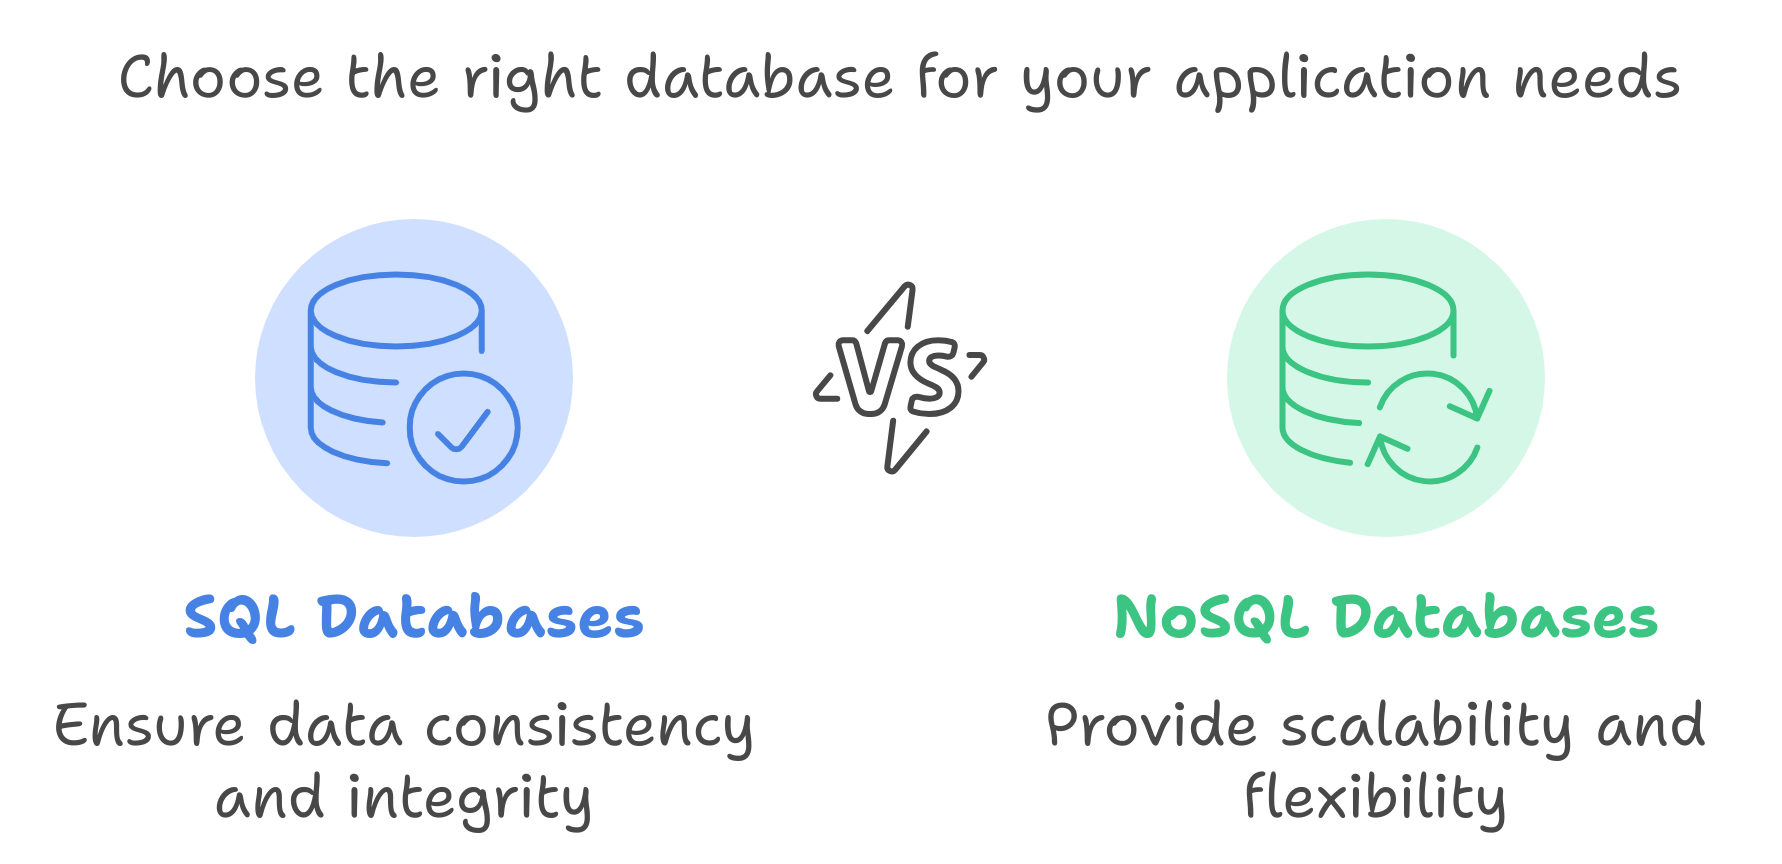 Choose the right database for your application needs
VS
SQL Databases
NoSQL Databases
Ensure data consistency
and integrity
Provide scalability and
flexibility